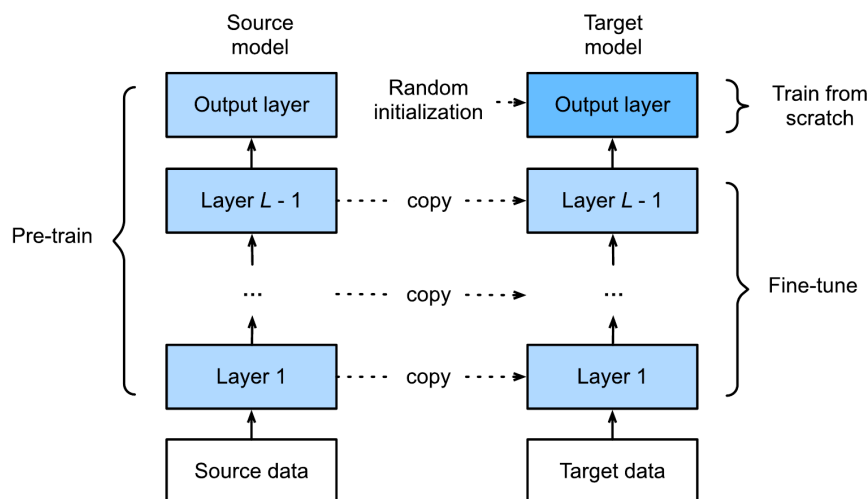 Source
model
Target
model
Output layer
Random
initialization
Output layer
Train from
scratch
Layer L - 1
copy
Layer L - 1
Pre-train
...
copy
...
Fine-tune
Layer 1
copy
Layer 1
Source data
Target data